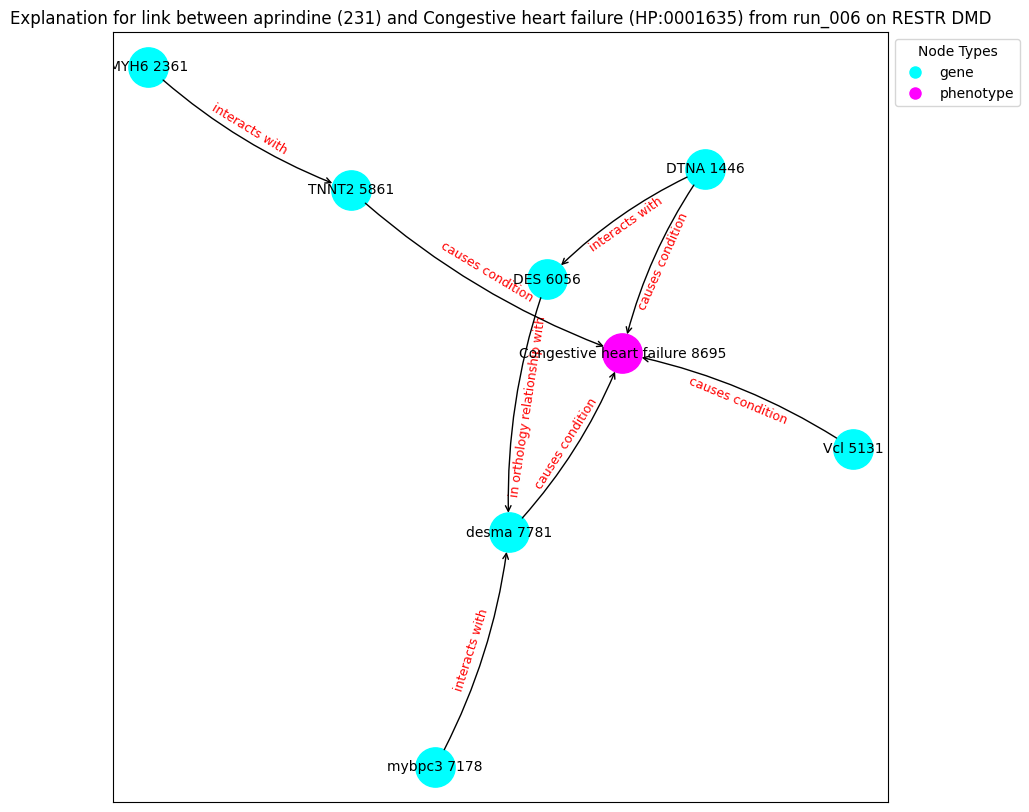 Explanation for link between aprindine (231) and Congestive heart failure (HP:0001635) from run_006 on RESTR DMD
Node Types
gene
phenotype
MYH6 2361
interacts with
DTNA 1446
TNNT2 5861
interacts with
causes condition
causes condition
DES 6056
Congestive heart failure 8695
in orthology relationship with
causes condition
causes condition
Vcl 5131
desma 7781
interacts with
mybpc3 7178